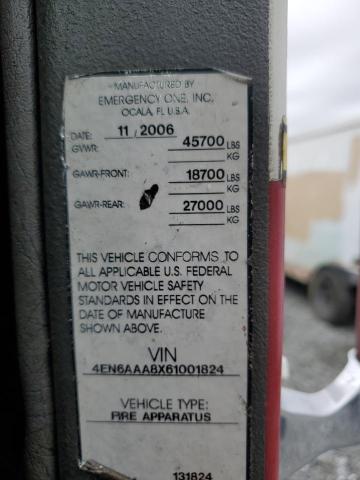 MANUFACTURED BY
EMERGENCY ONE, INC.
OCALA, FL U.S.A.
DATE: 11 / 2006
GVWR: 45700 LBS
KG
GAWR-FRONT: 18700 LBS
KG
GAWR-REAR: 27000 LBS
KG
THIS VEHICLE CONFORMS TO
ALL APPLICABLE U.S. FEDERAL
MOTOR VEHICLE SAFETY
STANDARDS IN EFFECT ON THE
DATE OF MANUFACTURE
SHOWN ABOVE.
VIN
4EN6AAA8X61001824
VEHICLE TYPE:
FIRE APPARATUS
131824